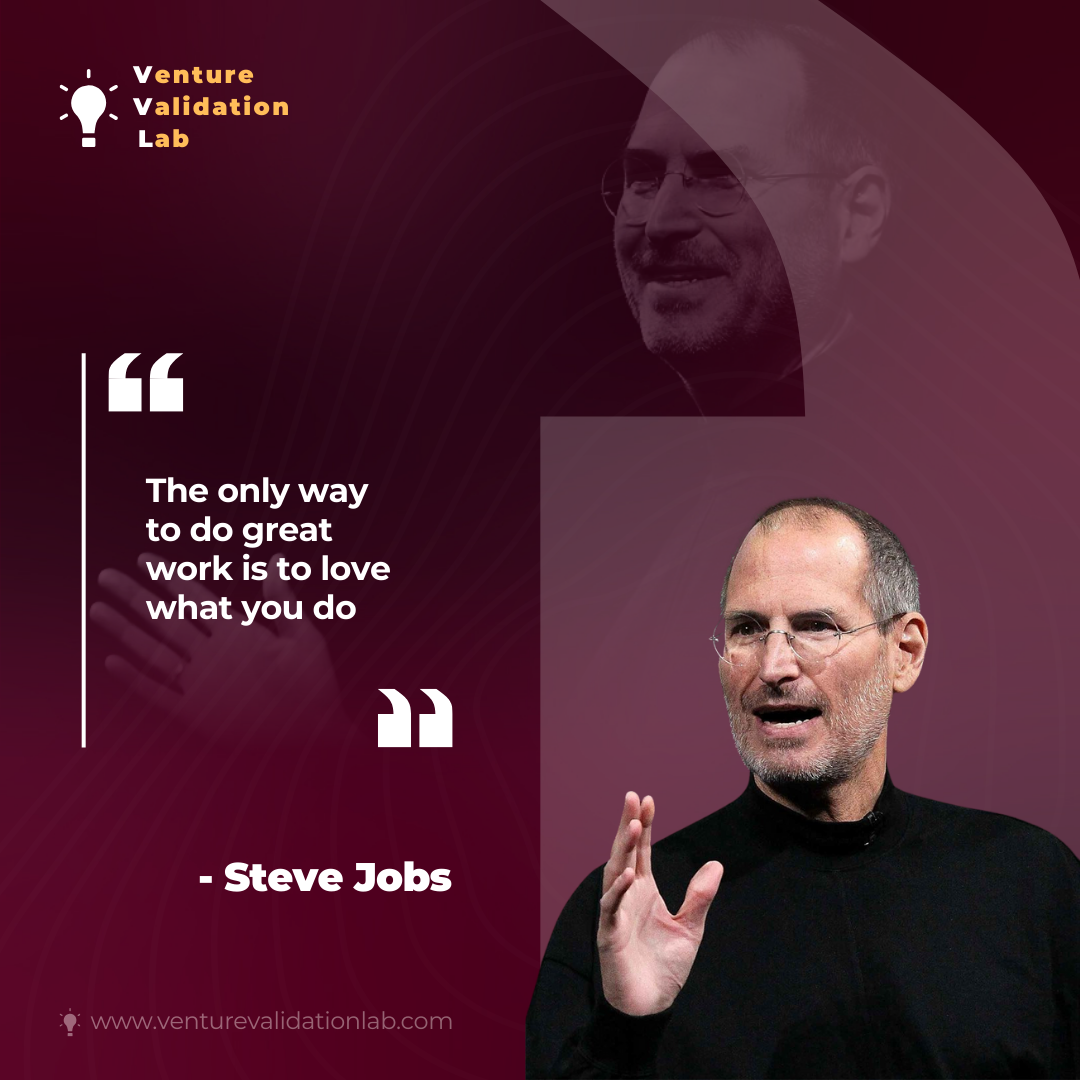 Venture
Validation
Lab
“
The only way
to do great
work is to love
what you do
”
- Steve Jobs
www.venturevalidationlab.com